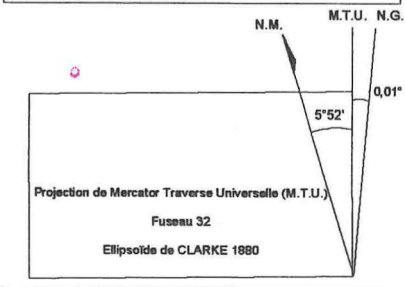 N.M. M.T.U. N.G.
0,01°
5°52'
Projection de Mercator Traverse Universelle (M.T.U.)
Fuseau 32
Ellipsoïde de CLARKE 1880